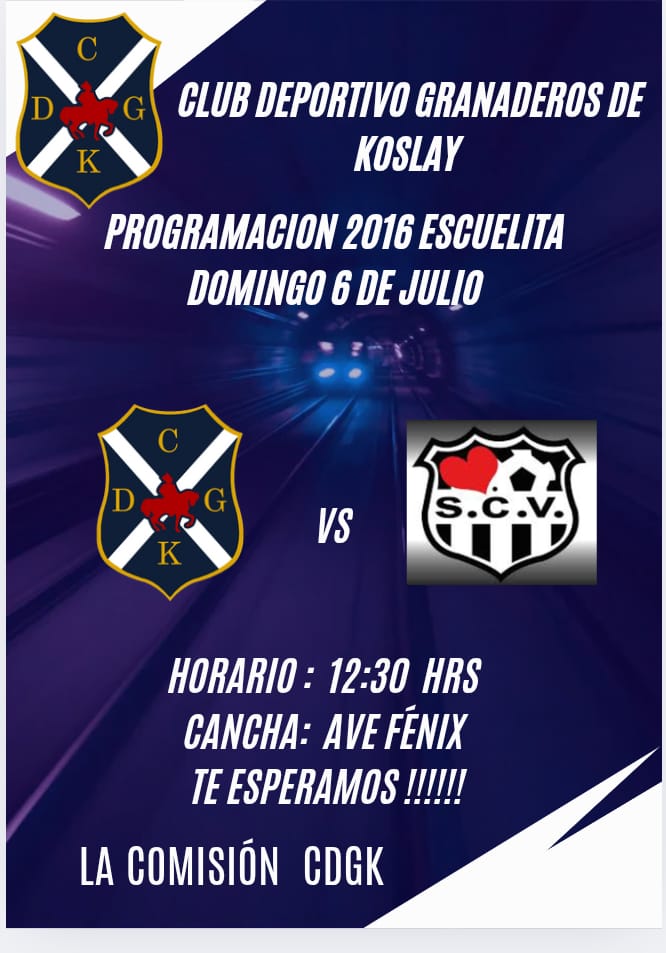 C
D G
K
CLUB DEPORTIVO GRANADEROS DE
KOSLAY
PROGRAMACION 2016 ESCUELITA
DOMINGO 6 DE JULIO
C
D G
K
VS
S.C.V.
HORARIO : 12:30 HRS
CANCHA: AVE FÉNIX
TE ESPERAMOS !!!!!!
LA COMISIÓN CDGK